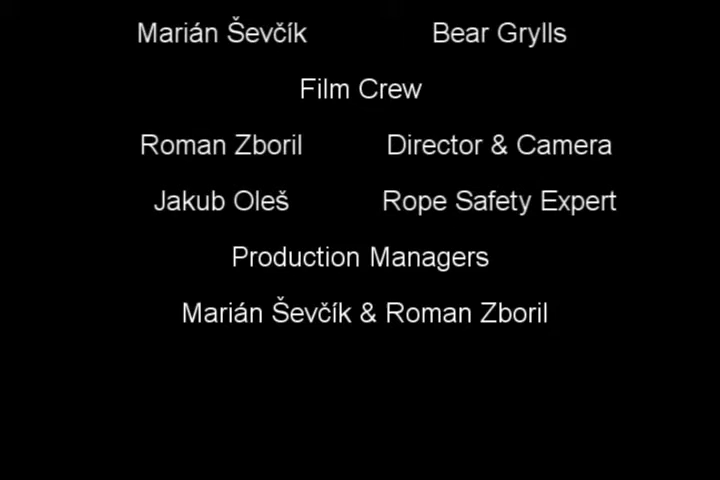 Marián Ševčík Bear Grylls
Film Crew
Roman Zboril Director & Camera
Jakub Oleš Rope Safety Expert
Production Managers
Marián Ševčík & Roman Zboril